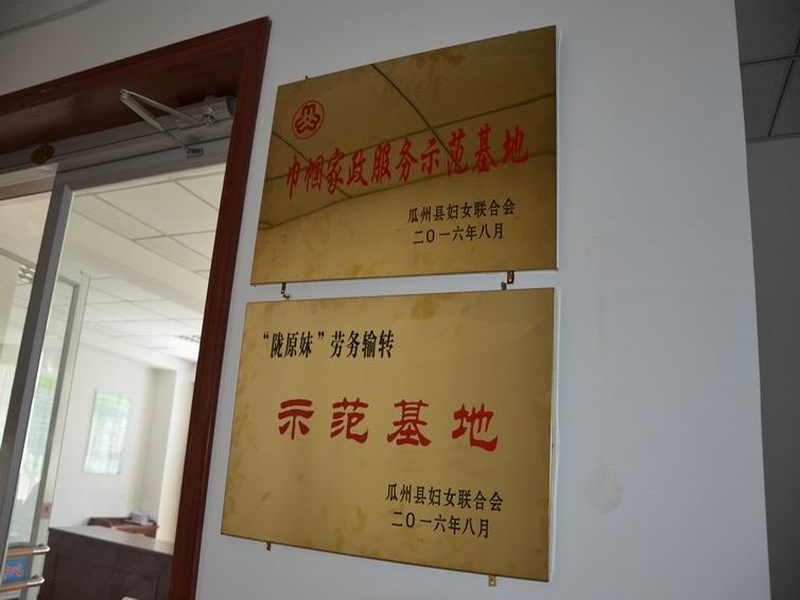 巾帼家政服务示范基地
瓜州县妇女联合会
二〇一六年八月
“陇原妹”劳务输转
示范基地
瓜州县妇女联合会
二〇一六年八月